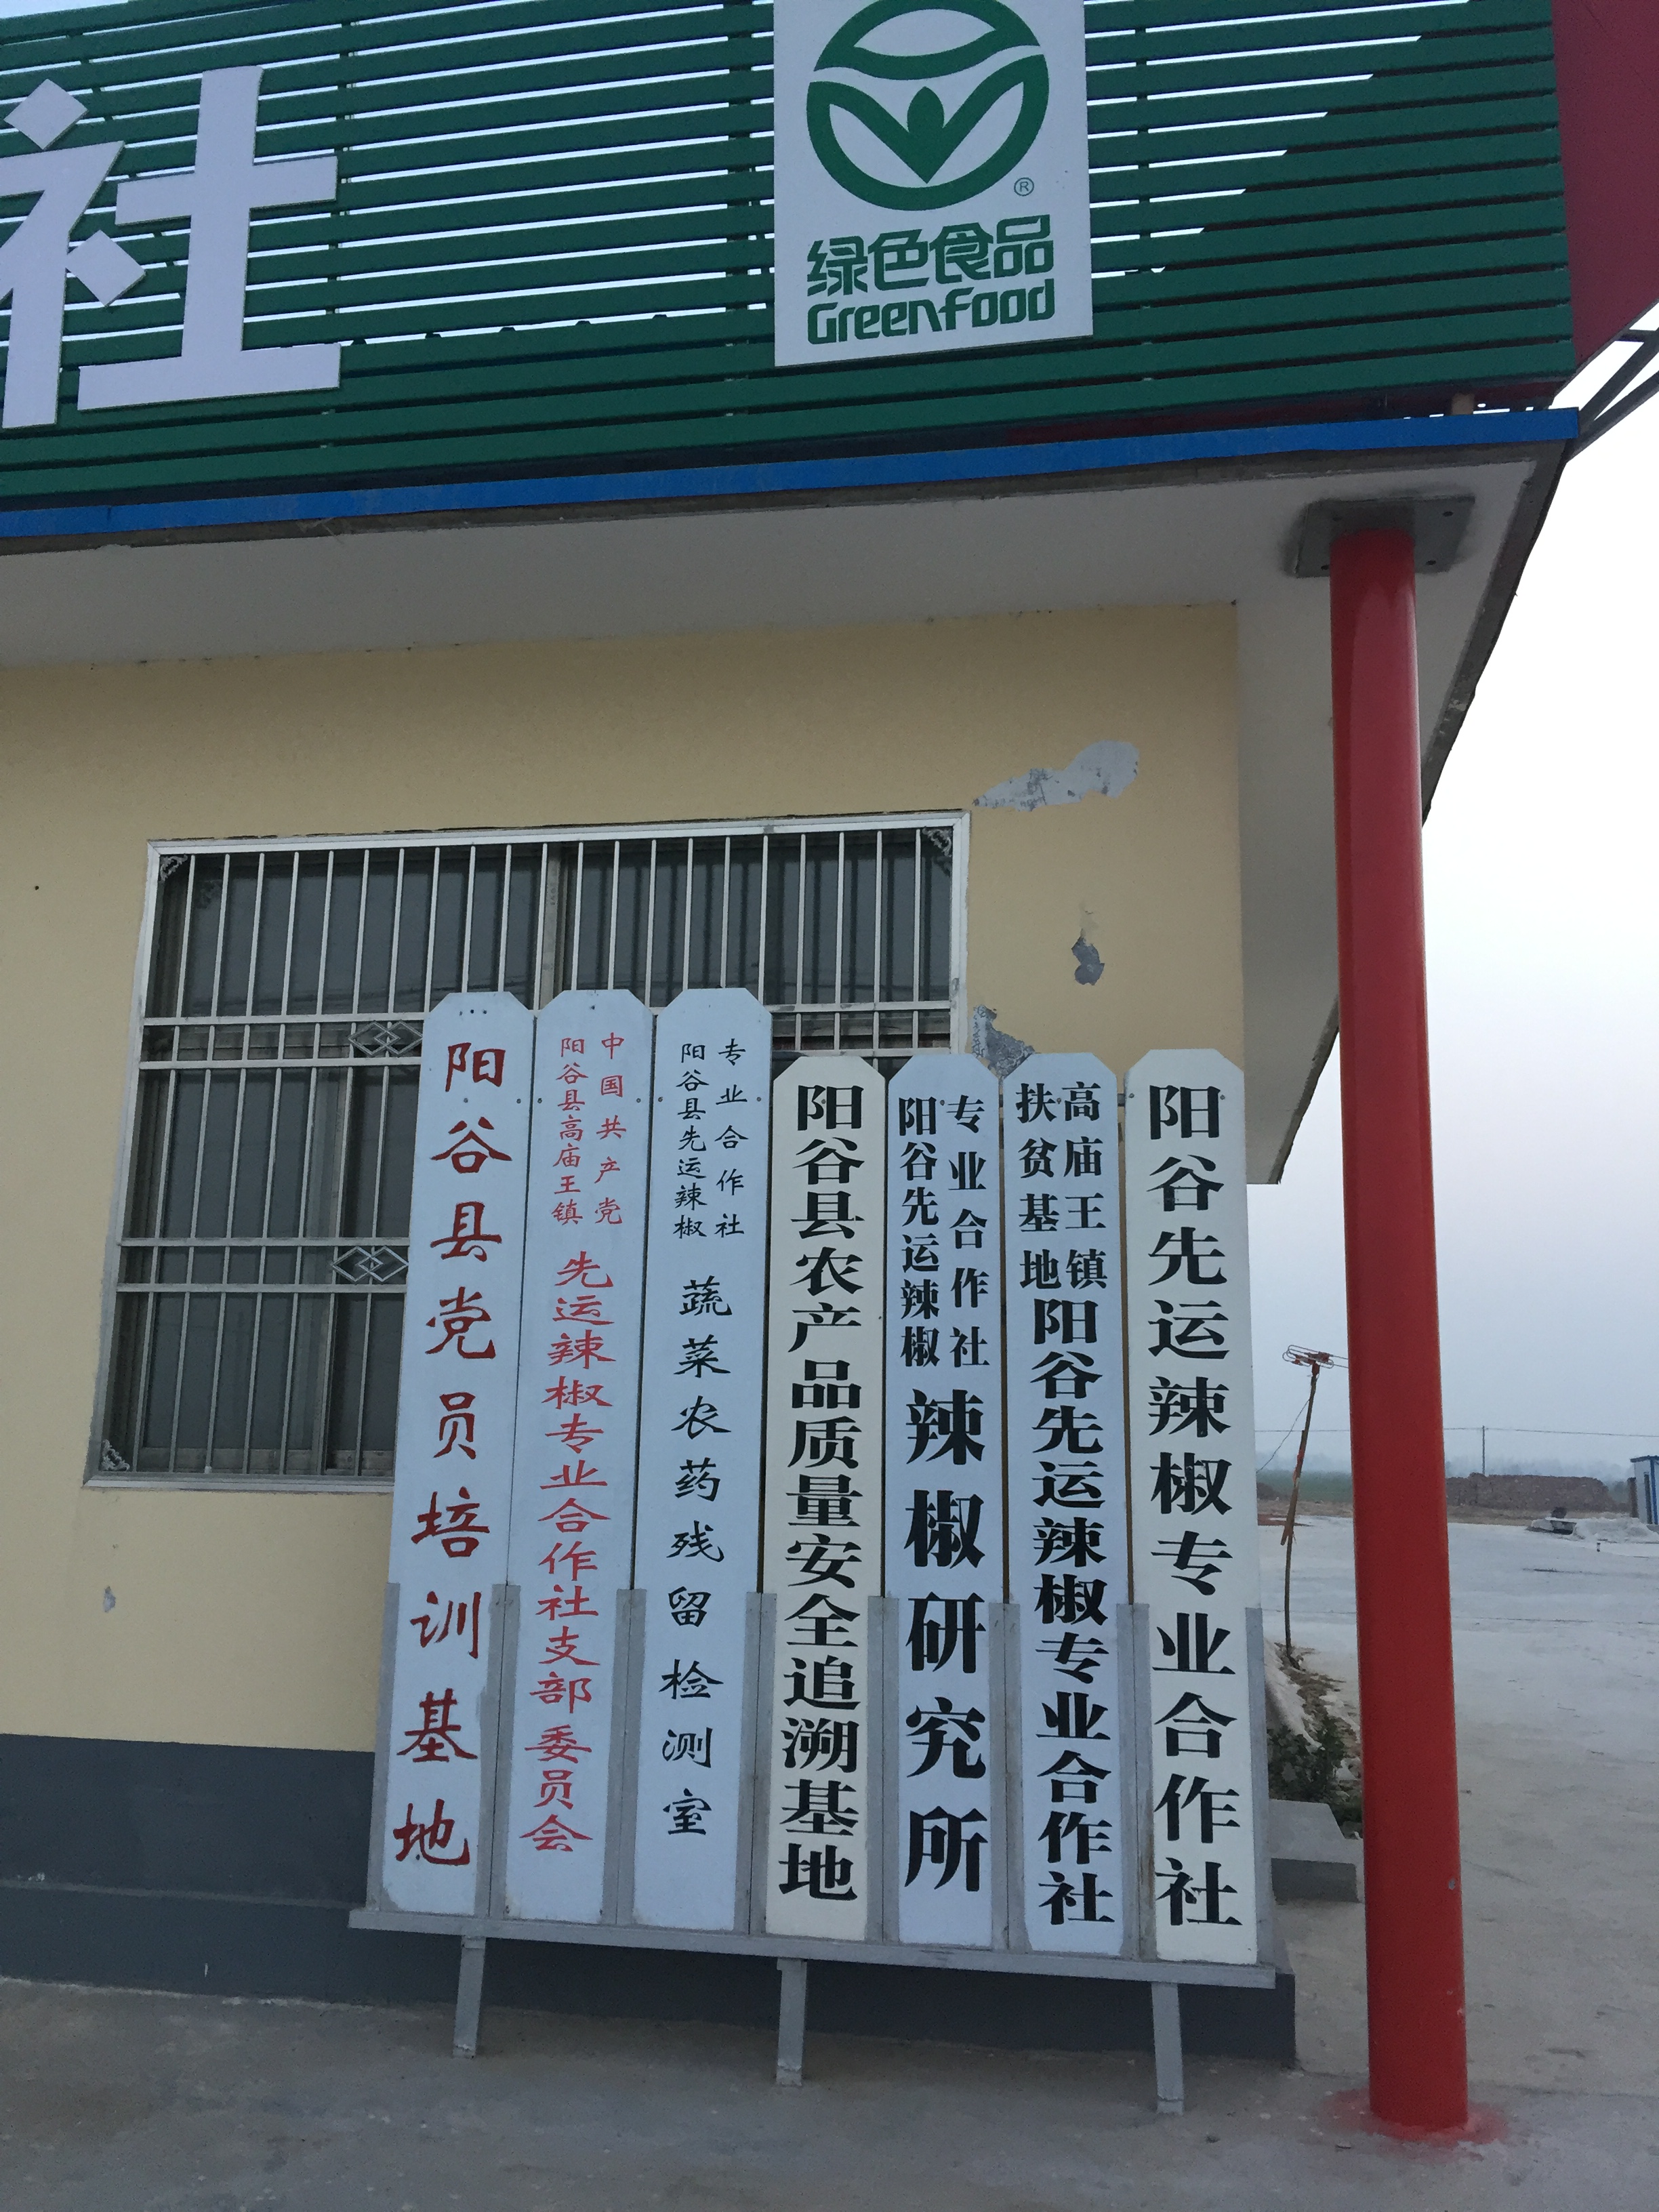 社
®
绿色食品
Greenfood
阳谷县党员培训基地
中国共产党
阳谷县高庙王镇
先运辣椒专业合作社支部委员会
阳谷县先运辣椒
专业合作社
蔬菜农药残留检测室
阳谷县农产品质量安全追溯基地
阳谷先运辣椒
专业合作社
辣椒研究所
高庙王镇
扶贫基地
阳谷先运辣椒专业合作社
阳谷先运辣椒专业合作社